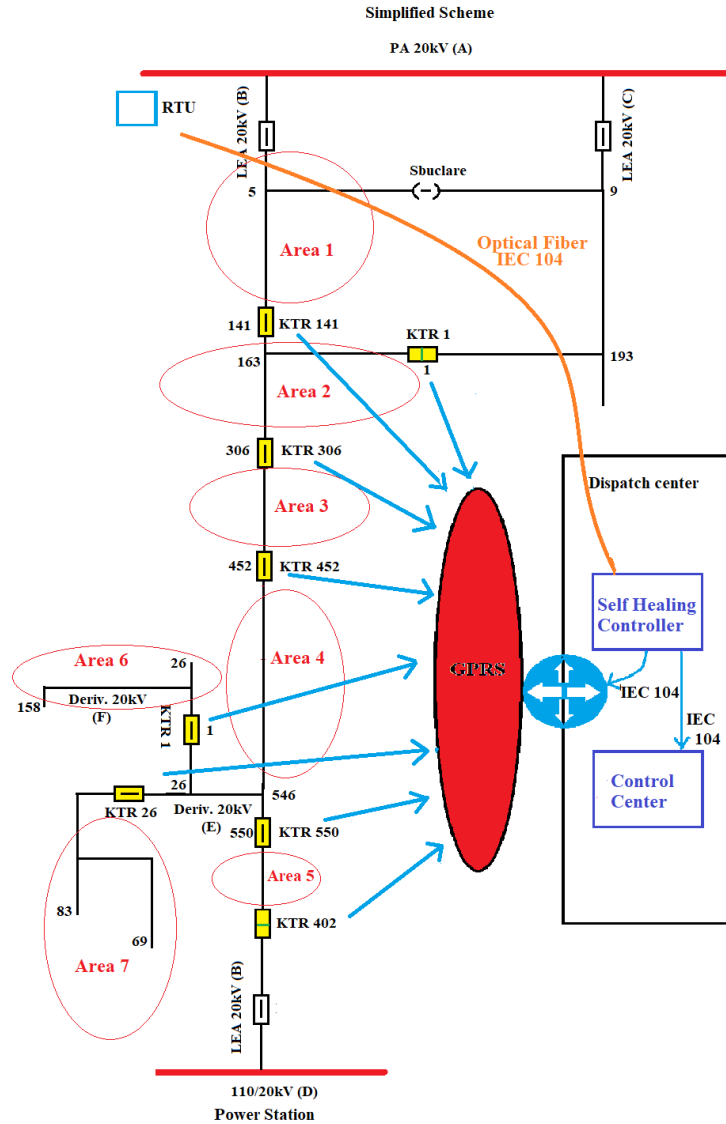 Simplified Scheme
PA 20kV (A)
RTU
LEA 20kV (B)
LEA 20kV (C)
Sbuclare
5
9
Optical Fiber
IEC 104
Area 1
141
KTR 141
KTR 1
163
1
193
Area 2
306
KTR 306
Dispatch center
Area 3
452
KTR 452
Self Healing
Controller
Area 6
26
Area 4
GPRS
158
Deriv. 20kV
(F)
KTR 1
1
IEC 104
IEC
104
26
546
KTR 26
Deriv. 20kV
(E)
550
KTR 550
Control
Center
Area 5
83
69
KTR 402
Area 7
LEA 20kV (B)
110/20kV (D)
Power Station